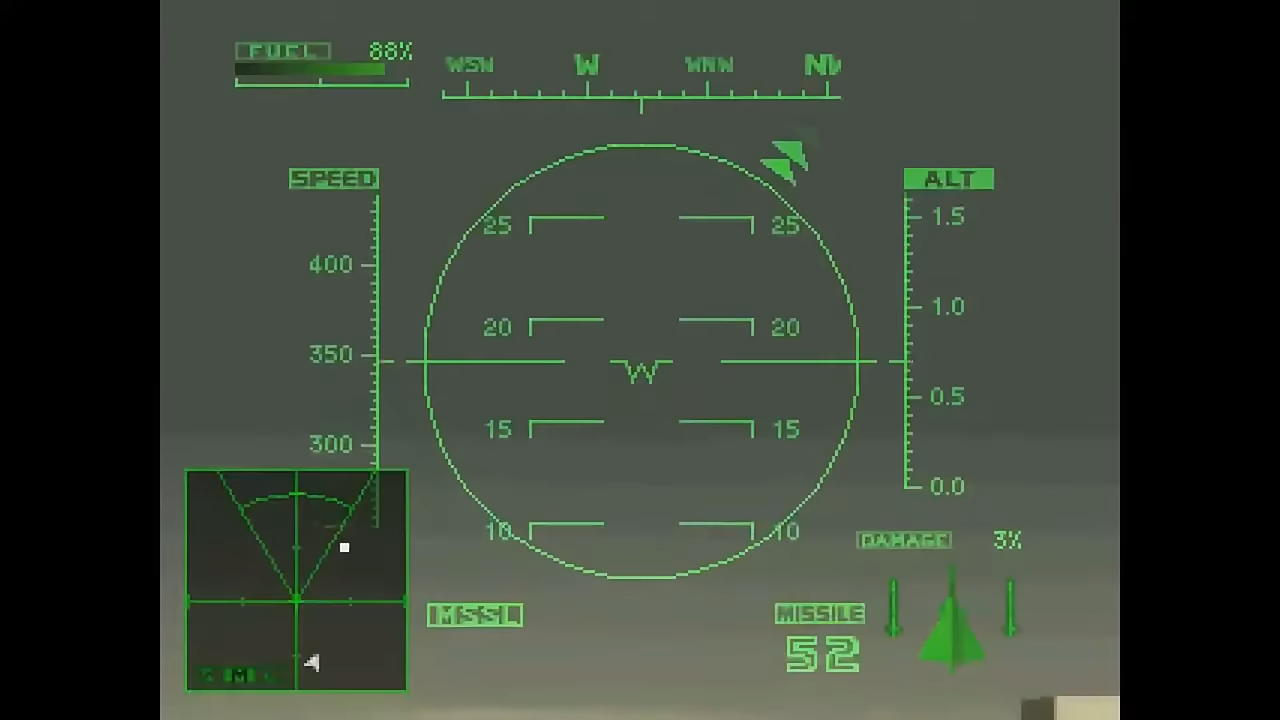 FUEL 88%
WSW W WNW NW
SPEED
ALT
1.5
25 25
400
1.0
20 20
350
0.5
15 15
300
0.0
10 10
DAMAGE 3%
MISSL
MISSILE
52